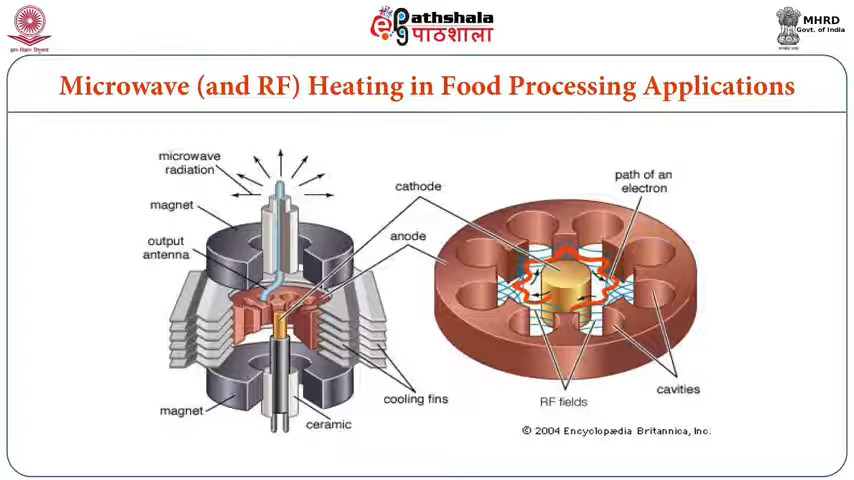 ePathshala
पाठशाला
MHRD
Govt. of India
Microwave (and RF) Heating in Food Processing Applications
microwave
radiation
magnet
output
antenna
cathode
anode
path of an
electron
magnet
ceramic
cooling fins
RF fields
cavities
© 2004 Encyclopædia Britannica, Inc.